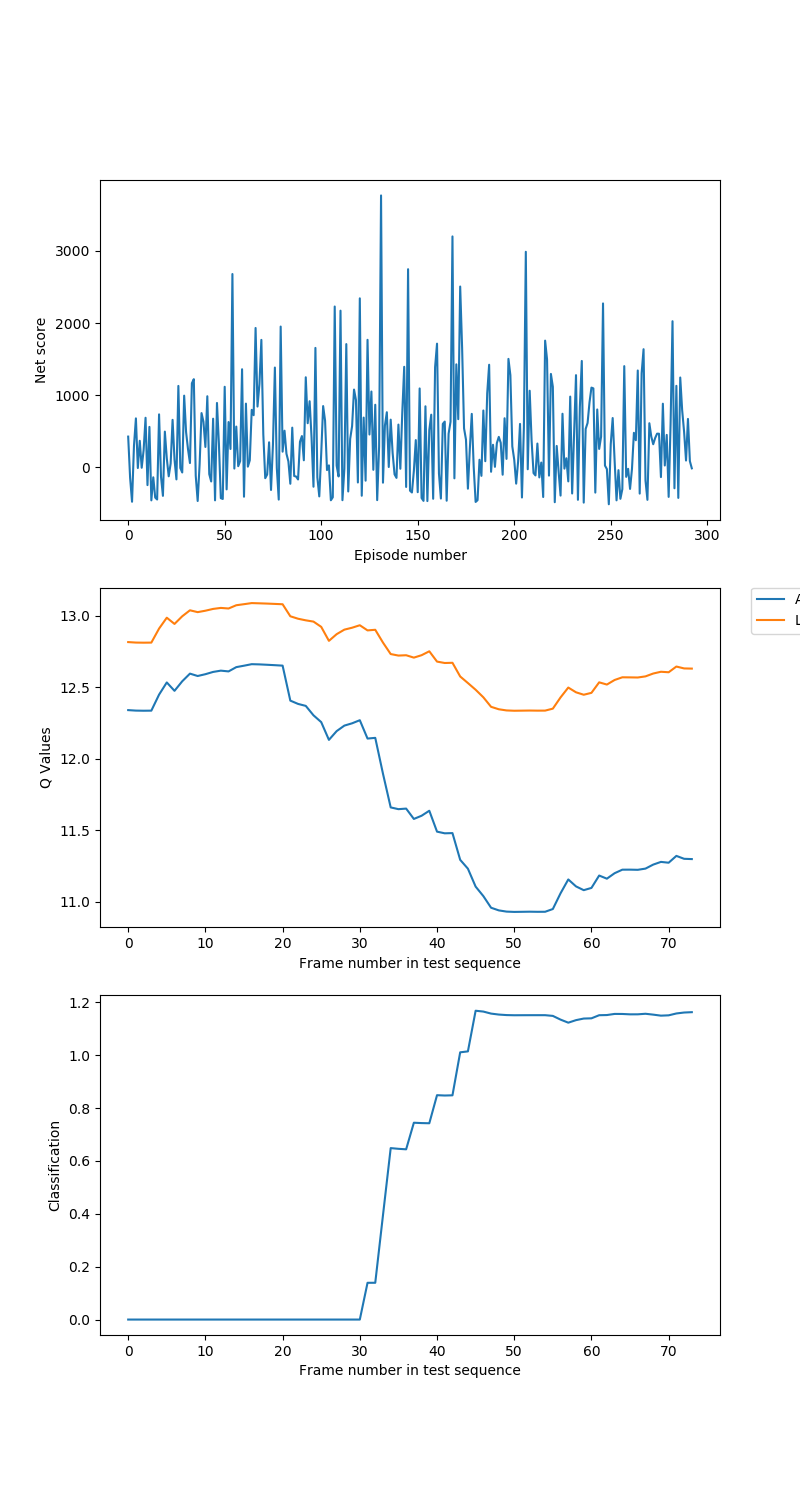 3000
2000
1000
0
Net score
0 50 100 150 200 250 300
Episode number
13.0
12.5
12.0
11.5
11.0
Q Values
0 10 20 30 40 50 60 70
Frame number in test sequence
1.2
1.0
0.8
0.6
0.4
0.2
0.0
Classification
0 10 20 30 40 50 60 70
Frame number in test sequence